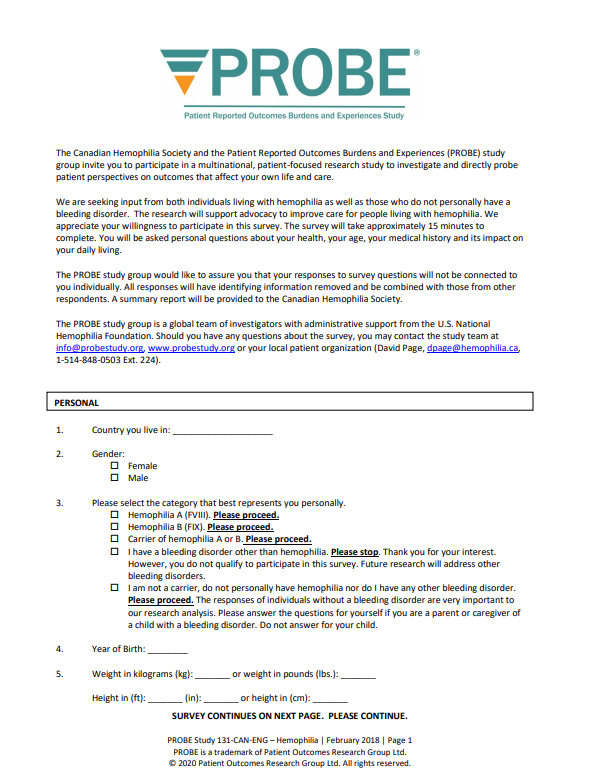 PROBE®
Patient Reported Outcomes Burdens and Experiences Study
The Canadian Hemophilia Society and the Patient Reported Outcomes Burdens and Experiences (PROBE) study
group invite you to participate in a multinational, patient-focused research study to investigate and directly probe
patient perspectives on outcomes that affect your own life and care.
We are seeking input from both individuals living with hemophilia as well as those who do not personally have a
bleeding disorder. The research will support advocacy to improve care for people living with hemophilia. We
appreciate your willingness to participate in this survey. The survey will take approximately 15 minutes to
complete. You will be asked personal questions about your health, your age, your medical history and its impact on
your daily living.
The PROBE study group would like to assure you that your responses to survey questions will not be connected to
you individually. All responses will have identifying information removed and be combined with those from other
respondents. A summary report will be provided to the Canadian Hemophilia Society.
The PROBE study group is a global team of investigators with administrative support from the U.S. National
Hemophilia Foundation. Should you have any questions about the survey, you may contact the study team at
info@probestudy.org, www.probestudy.org or your local patient organization (David Page, dpage@hemophilia.ca,
1-514-848-0503 Ext. 224).
PERSONAL
1. Country you live in: ____________________
2. Gender:
☐ Female
☐ Male
3. Please select the category that best represents you personally.
☐ Hemophilia A (FVIII). Please proceed.
☐ Hemophilia B (FIX). Please proceed.
☐ Carrier of hemophilia A or B. Please proceed.
☐ I have a bleeding disorder other than hemophilia. Please stop. Thank you for your interest.
However, you do not qualify to participate in this survey. Future research will address other
bleeding disorders.
☐ I am not a carrier, do not personally have hemophilia nor do I have any other bleeding disorder.
Please proceed. The responses of individuals without a bleeding disorder are very important to
our research analysis. Please answer the questions for yourself if you are a parent or caregiver of
a child with a bleeding disorder. Do not answer for your child.
4. Year of Birth: ________
5. Weight in kilograms (kg): _______ or weight in pounds (lbs.): _______
Height in (ft): _______ (in): _______ or height in (cm): _______
SURVEY CONTINUES ON NEXT PAGE. PLEASE CONTINUE.
PROBE Study 131-CAN-ENG – Hemophilia | February 2018 | Page 1
PROBE is a trademark of Patient Outcomes Research Group Ltd.
© 2020 Patient Outcomes Research Group Ltd. All rights reserved.